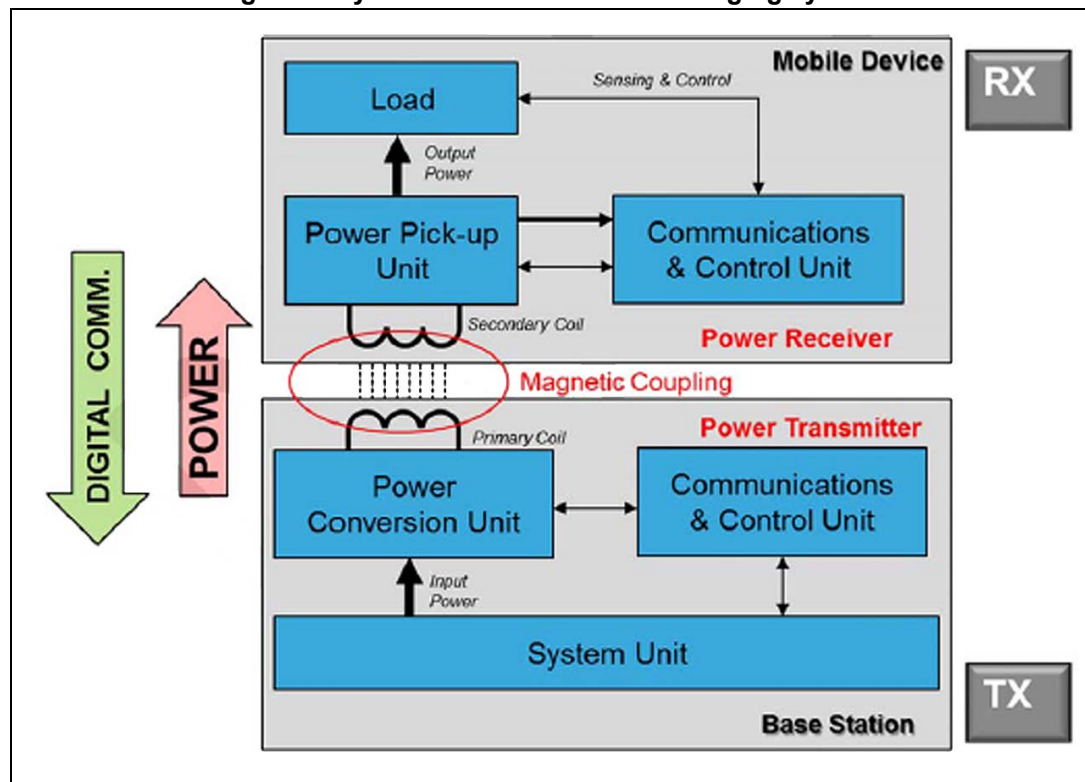 Mobile Device
RX
Load
Sensing & Control
Output
Power
Power Pick-up
Unit
Communications
& Control Unit
Secondary Coil
Power Receiver
DIGITAL COMM.
POWER
Magnetic Coupling
Power Transmitter
Primary Coil
Power
Conversion Unit
Communications
& Control Unit
Input
Power
System Unit
TX
Base Station